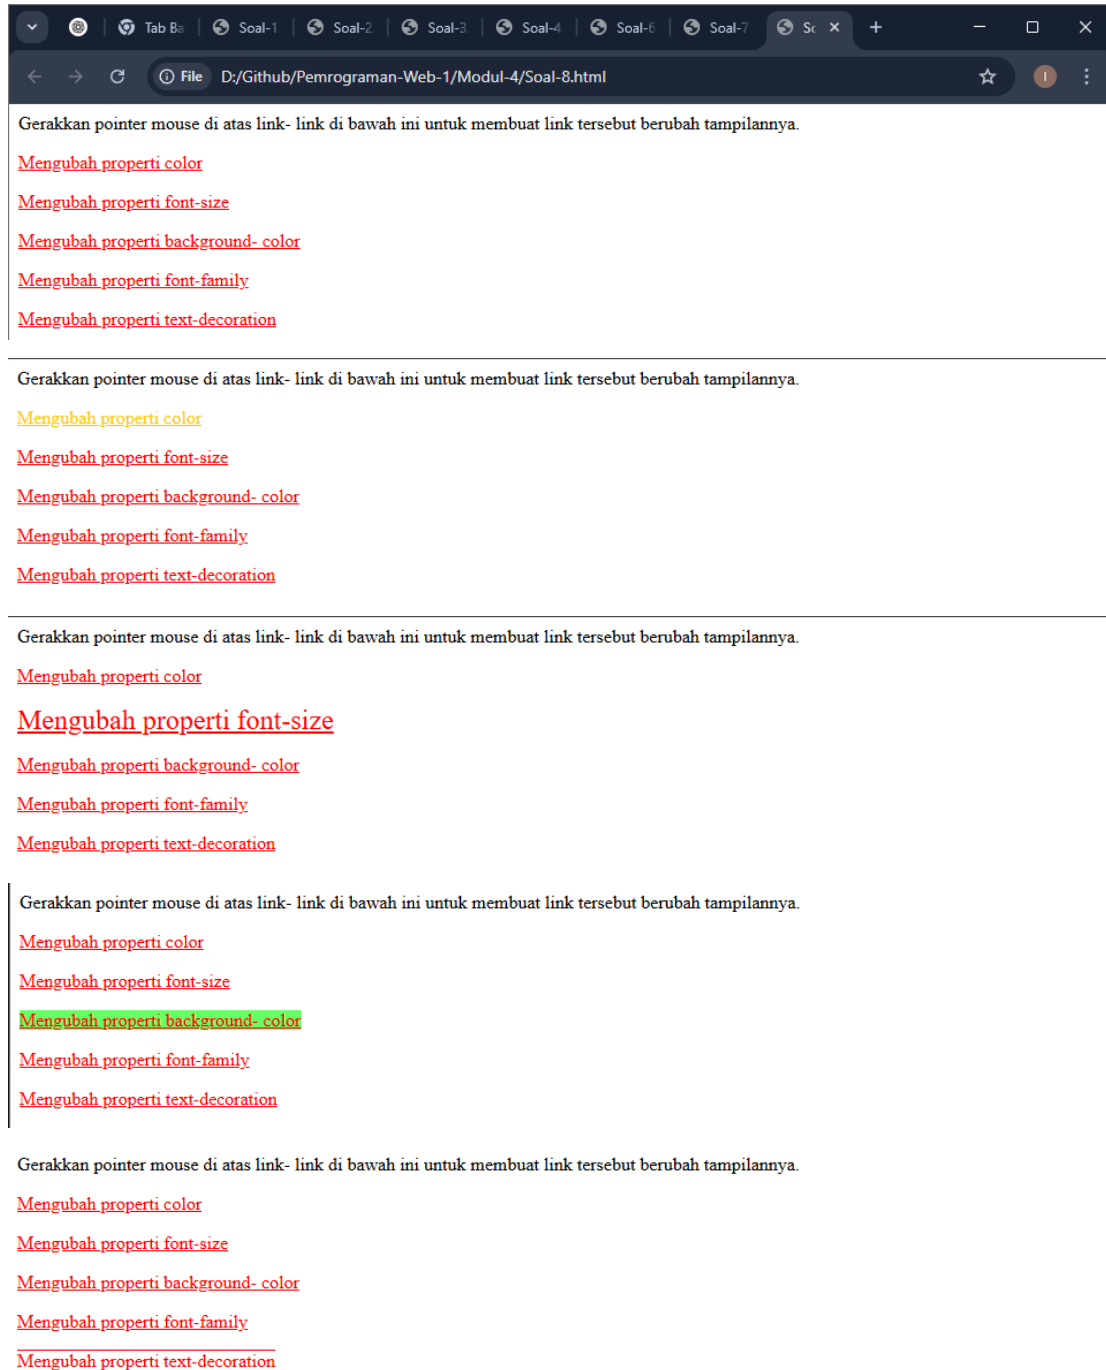 Tab Ba
Soal-1
Soal-2
Soal-3
Soal-4
Soal-6
Soal-7
So
File D:/Github/Pemrograman-Web-1/Modul-4/Soal-8.html
I
Gerakkan pointer mouse di atas link- link di bawah ini untuk membuat link tersebut berubah tampilannya.
Mengubah properti color
Mengubah properti font-size
Mengubah properti background- color
Mengubah properti font-family
Mengubah properti text-decoration
Gerakkan pointer mouse di atas link- link di bawah ini untuk membuat link tersebut berubah tampilannya.
Mengubah properti color
Mengubah properti font-size
Mengubah properti background- color
Mengubah properti font-family
Mengubah properti text-decoration
Gerakkan pointer mouse di atas link- link di bawah ini untuk membuat link tersebut berubah tampilannya.
Mengubah properti color
Mengubah properti font-size
Mengubah properti background- color
Mengubah properti font-family
Mengubah properti text-decoration
Gerakkan pointer mouse di atas link- link di bawah ini untuk membuat link tersebut berubah tampilannya.
Mengubah properti color
Mengubah properti font-size
Mengubah properti background- color
Mengubah properti font-family
Mengubah properti text-decoration
Gerakkan pointer mouse di atas link- link di bawah ini untuk membuat link tersebut berubah tampilannya.
Mengubah properti color
Mengubah properti font-size
Mengubah properti background- color
Mengubah properti font-family
Mengubah properti text-decoration